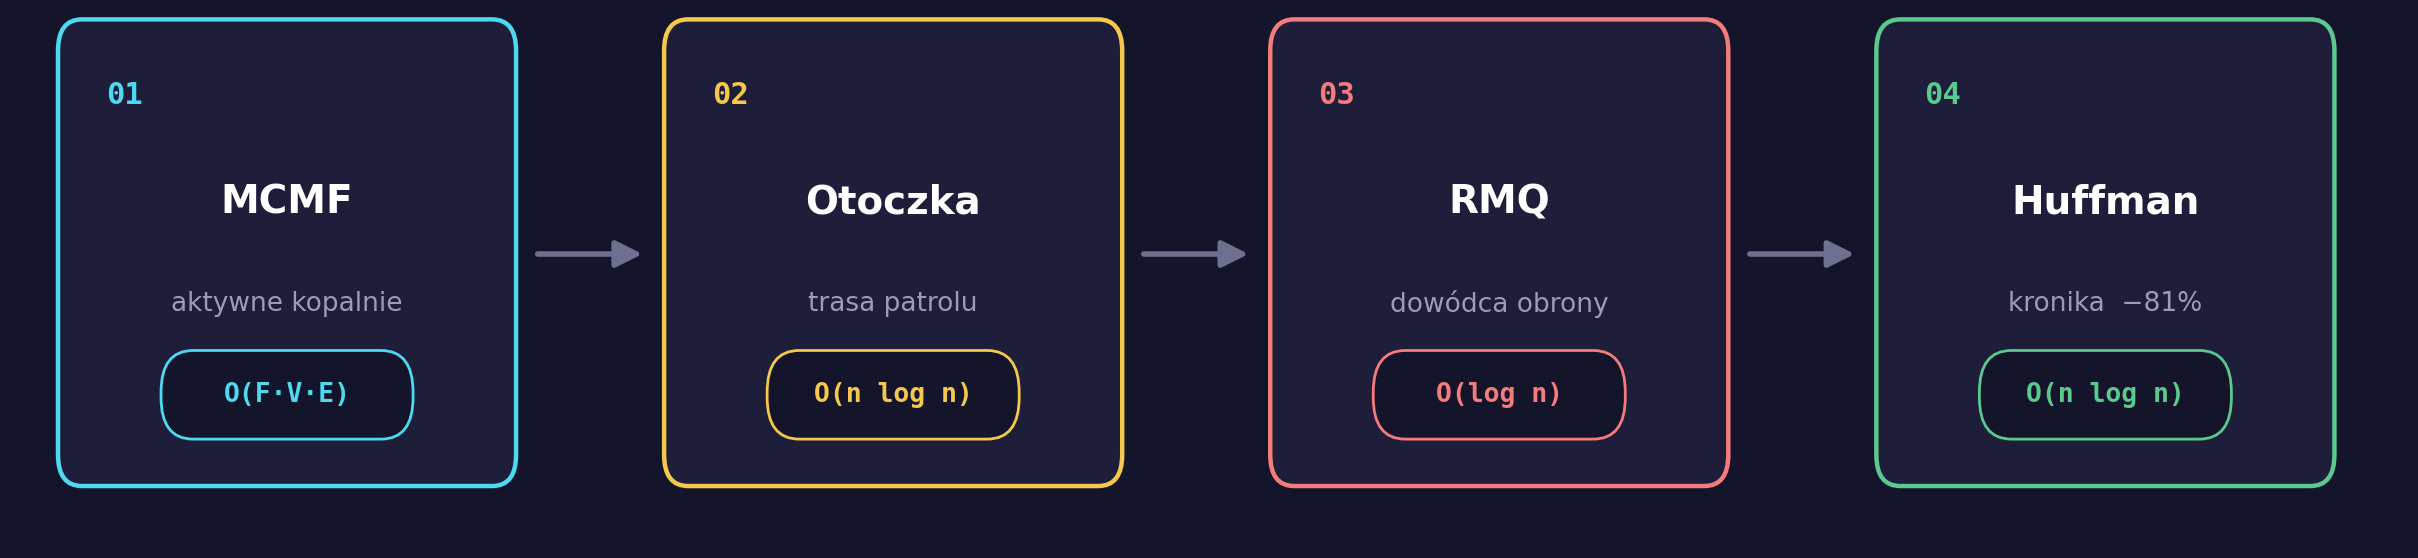 01
MCMF
aktywne kopalnie
O(F·V·E)
02
Otoczka
trasa patrolu
O(n log n)
03
RMQ
dowódca obrony
O(log n)
04
Huffman
kronika −81%
O(n log n)